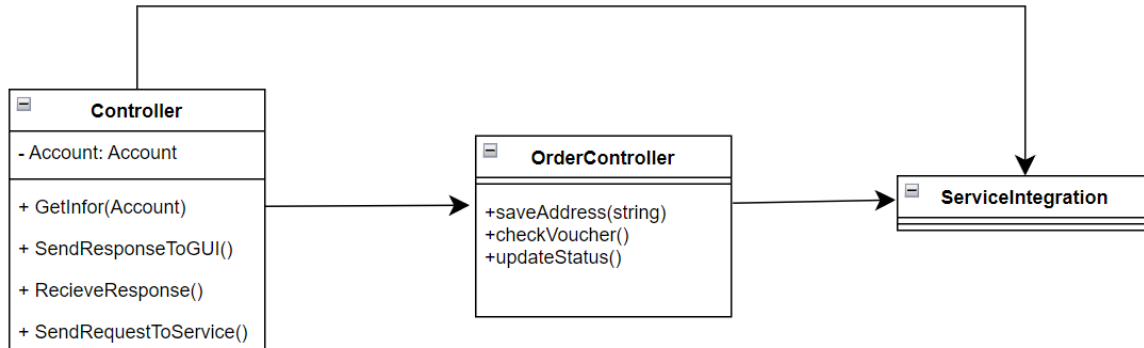 Controller
- Account: Account
+ GetInfor(Account)
+ SendResponseToGUI()
+ RecieveResponse()
+ SendRequestToService()
OrderController
+saveAddress(string)
+checkVoucher()
+updateStatus()
ServiceIntegration